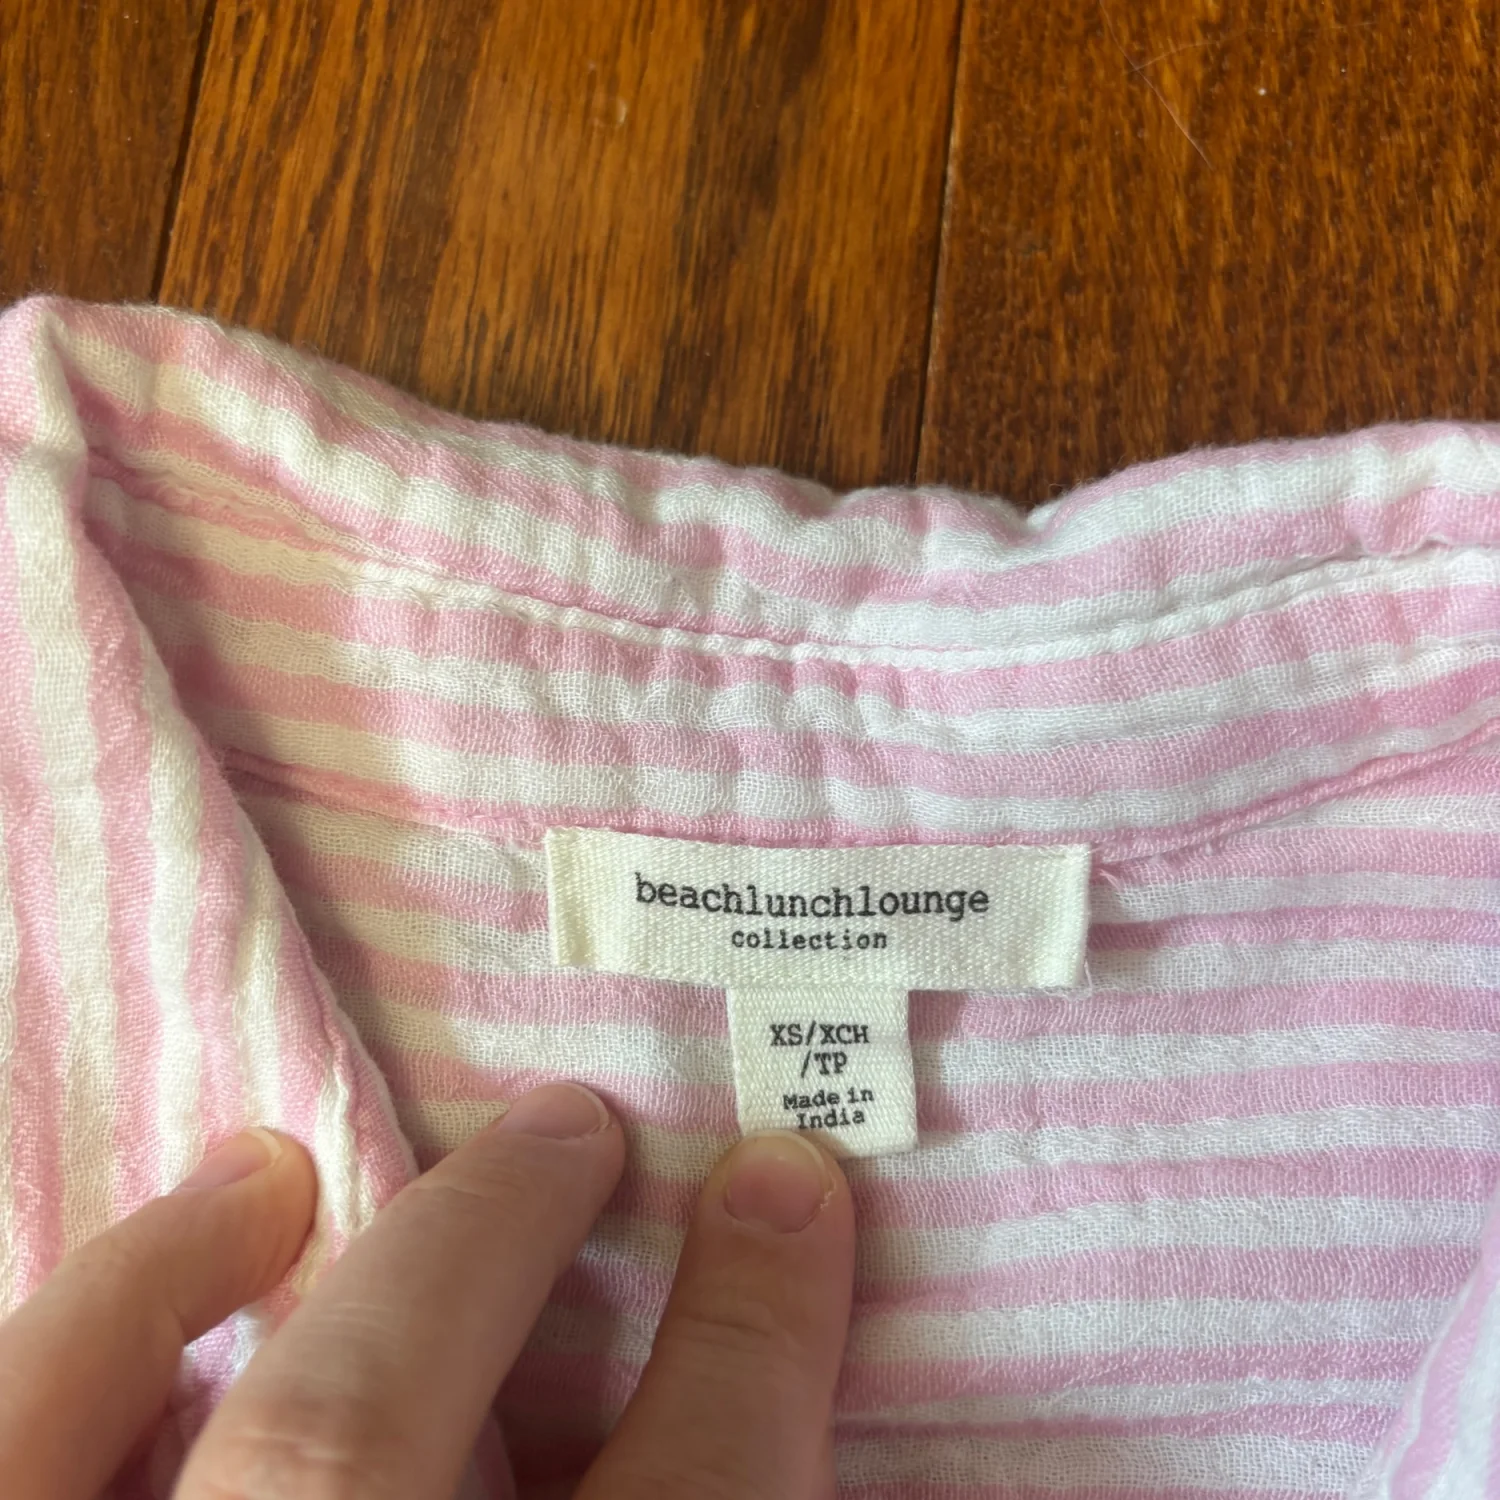 beachlunchlounge
collection
XS/XCH
/TP
Made in
India